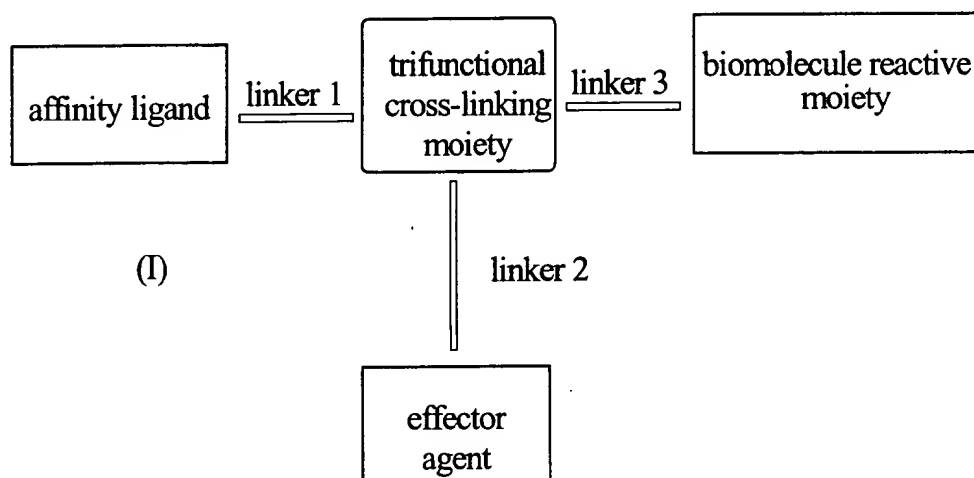 affinity ligand
linker 1
trifunctional
cross-linking
moiety
linker 3
biomolecule reactive
moiety
(I)
linker 2
effector
agent